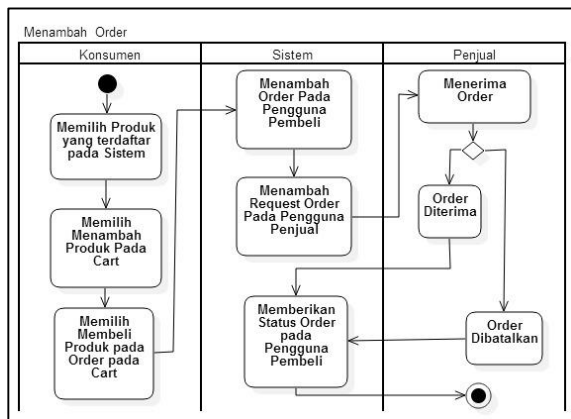 Menambah Order
Konsumen
Sistem
Penjual
Memilih Produk
yang terdaftar
pada Sistem
Memilih
Menambah
Produk Pada
Cart
Memilih
Membeli
Produk pada
Order pada
Cart
Menambah
Order Pada
Pengguna
Pembeli
Menambah
Request Order
Pada Pengguna
Penjual
Memberikan
Status Order
pada
Pengguna
Pembeli
Menerima
Order
Order
Diterima
Order
Dibatalkan